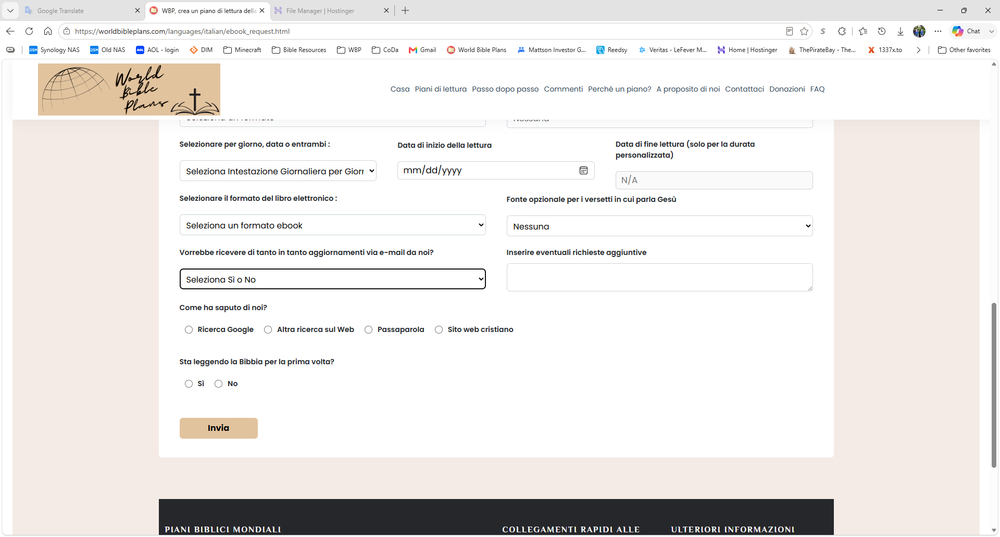 Google Translate
WBP, crea un piano di lettura della
File Manager | Hostinger
https://worldbibleplans.com/languages/italian/ebook_request.html
Chat
Synology NAS
Old NAS
AOL - login
DIM
Minecraft
Bible Resources
WBP
CoDa
Gmail
World Bible Plans
Mattson Investor G...
Reedsy
Veritas - LeFever M...
Home | Hostinger
ThePirateBay - The...
1337x.to
Other favorites
World
Bible
Plans
Casa Piani di lettura Passo dopo passo Commenti Perché un piano? A proposito di noi Contattaci Donazioni FAQ
Selezionare per giorno, data o entrambi :
Seleziona Intestazione Giornaliera per Gior
Data di inizio della lettura
mm/dd/yyyy
Data di fine lettura (solo per la durata
personalizzata)
N/A
Selezionare il formato del libro elettronico :
Seleziona un formato ebook
Fonte opzionale per i versetti in cui parla Gesù
Nessuna
Vorrebbe ricevere di tanto in tanto aggiornamenti via e-mail da noi?
Seleziona Sì o No
Inserire eventuali richieste aggiuntive
Come ha saputo di noi?
Ricerca Google Altra ricerca sul Web Passaparola Sito web cristiano
Sta leggendo la Bibbia per la prima volta?
Sì No
Invia
PIANI BIBLICI MONDIALI
COLLEGAMENTI RAPIDI ALLE
ULTERIORI INFORMAZIONI